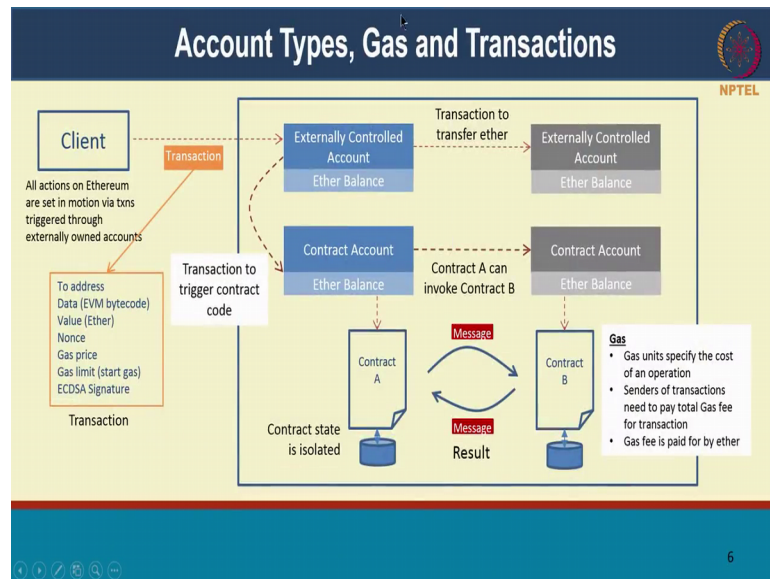 Account Types, Gas and Transactions
NPTEL
Client
Transaction
All actions on Ethereum
are set in motion via txns
triggered through
externally owned accounts
To address
Data (EVM bytecode)
Value (Ether)
Nonce
Gas price
Gas limit (start gas)
ECDSA Signature
Transaction
Externally Controlled
Account
Ether Balance
Transaction to
transfer ether
Externally Controlled
Account
Ether Balance
Transaction to
trigger contract
code
Contract Account
Ether Balance
Contract A can
invoke Contract B
Contract Account
Ether Balance
Contract
A
Message
Message
Result
Contract
B
Contract state
is isolated
Gas
• Gas units specify the cost
of an operation
• Senders of transactions
need to pay total Gas fee
for transaction
• Gas fee is paid for by ether
6